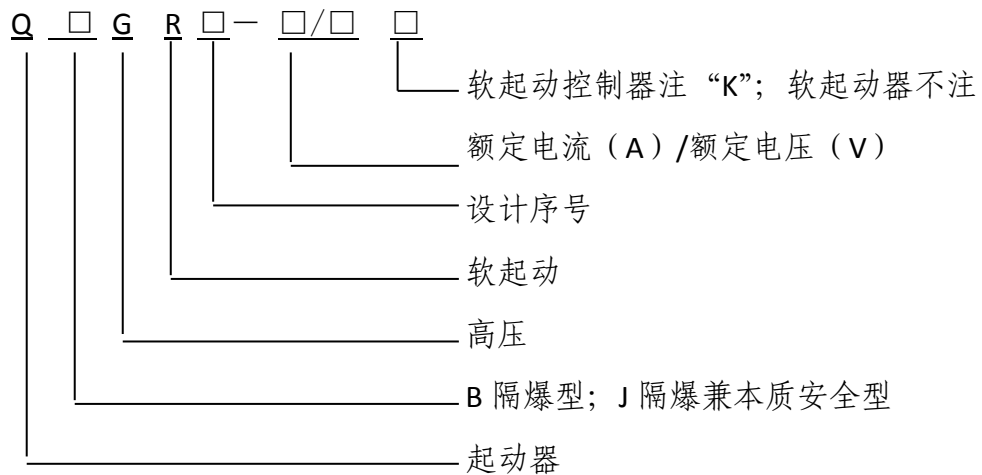 Q □ G R □－ □/□ □
软起动控制器注“K”；软起动器不注
额定电流（A）/额定电压（V）
设计序号
软起动
高压
B 隔爆型；J 隔爆兼本质安全型
起动器